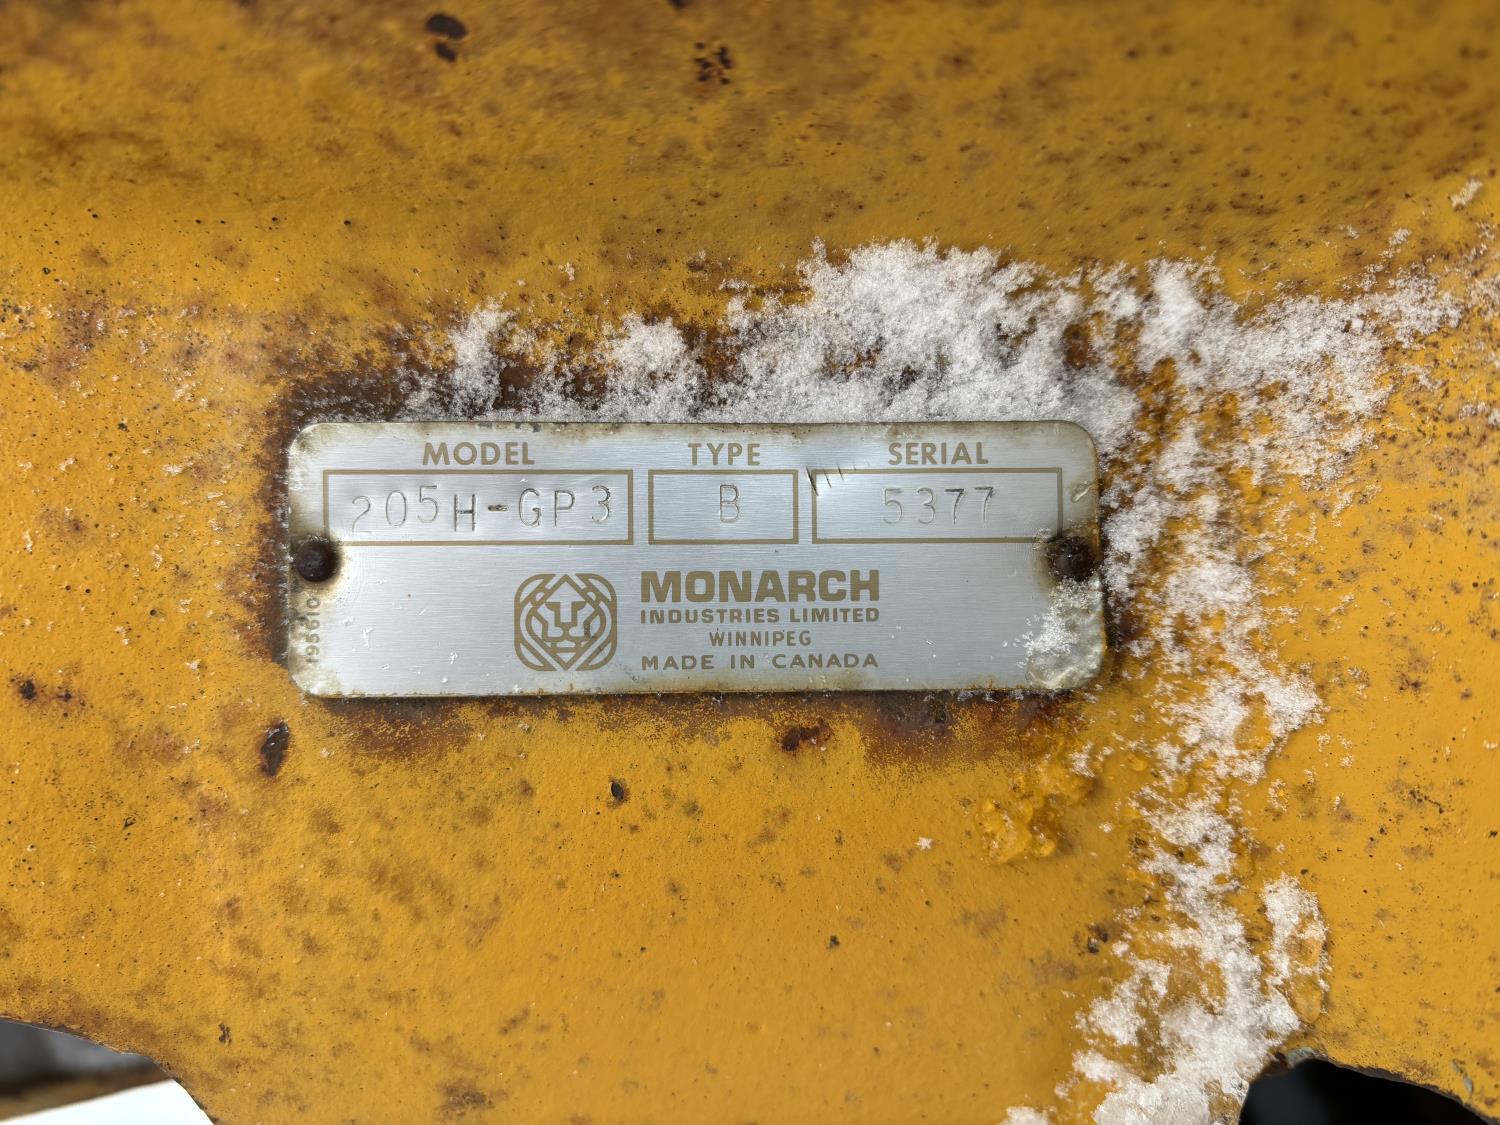 MODEL TYPE SERIAL
205H-GP3 B 5377
MONARCH
INDUSTRIES LIMITED
WINNIPEG
MADE IN CANADA
195610